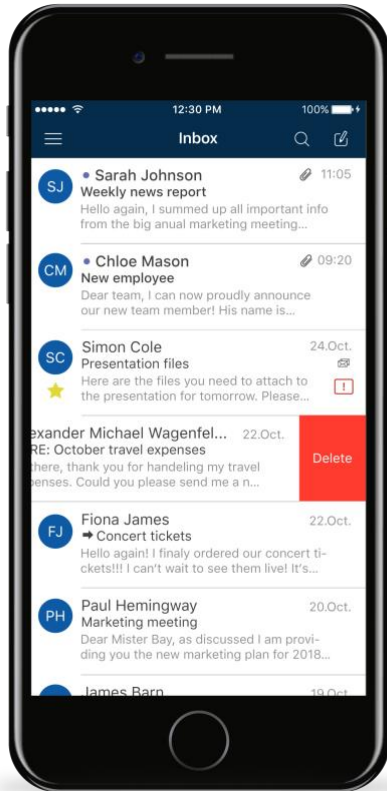 12:30 PM
100%
Inbox
SJ
• Sarah Johnson
11:05
Weekly news report
Hello again, I summed up all important info
from the big anual marketing meeting...
CM
• Chloe Mason
09:20
New employee
Dear team, I can now proudly announce
our new team member! His name is...
SC
Simon Cole
24.Oct.
Presentation files
Here are the files you need to attach to
the presentation for tomorrow. Please...
!
exander Michael Wagenfel...
22.Oct.
RE: October travel expenses
there, thank you for handeling my travel
penses. Could you please send me a n...
Delete
FJ
Fiona James
22.Oct.
➡ Concert tickets
Hello again! I finaly ordered our concert ti-
ckets!!! I can't wait to see them live! It's...
PH
Paul Hemingway
20.Oct.
Marketing meeting
Dear Mister Bay, as discussed I am provi-
ding you the new marketing plan for 2018...
James Barn
19.Oct.